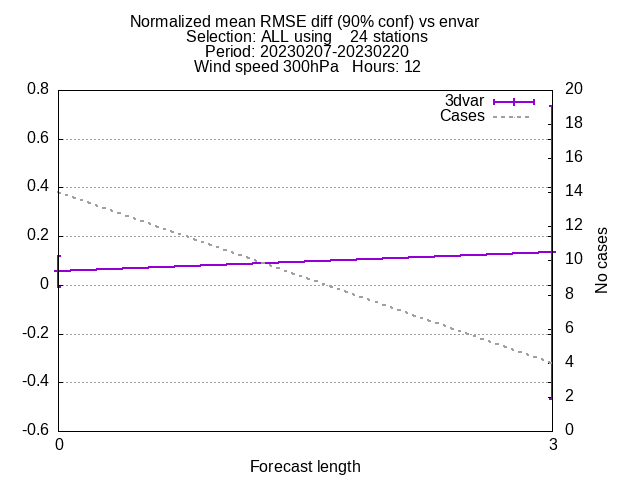 Normalized mean RMSE diff (90% conf) vs envar
Selection: ALL using    24 stations
Period: 20230207-20230220
Wind speed 300hPa   Hours: 12
3dvar
Cases
0.8
0.6
0.4
0.2
0
-0.2
-0.4
-0.6
20
18
16
14
12
10
8
6
4
2
0
No cases
0
3
Forecast length